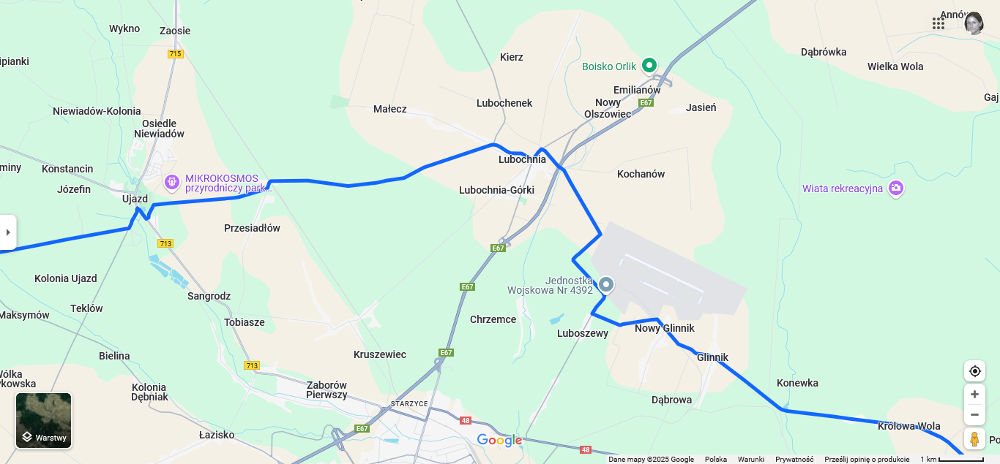 Annów
Wykno
Zaosie
715
Kierz
Dąbrówka
ipianki
Boisko Orlik
Wielka Wola
Emilianów
Gaj
Lubochenek
Nowy
Olszowiec
E67
Jasień
Małecz
Niewiadów-Kolonia
Osiedle
Niewiadów
Lubochnia
miny
Konstancin
MIKROKOSMOS
przyrodniczy park...
Kochanów
Józefin
Lubochnia-Górki
Wiata rekreacyjna
Ujazd
Przesiadłów
713
E67
Kolonia Ujazd
Jednostka
Wojskowa Nr 4392
E67
Sangrodz
Teklów
Maksymów
Tobiasze
Chrzemce
Luboszewy
Nowy Glinnik
Bielina
Kruszewiec
E67
Glinnik
713
Wólka
ykowska
Kolonia
Dębniak
Zaborów
Pierwszy
Konewka
STARZYCE
Dąbrowa
48
Królowa Wola
E67
Łazisko
Warstwy
Google
48
Po
Dane mapy ©2025 Google Polska Warunki Prywatność Prześlij opinię o produkcie 1 km